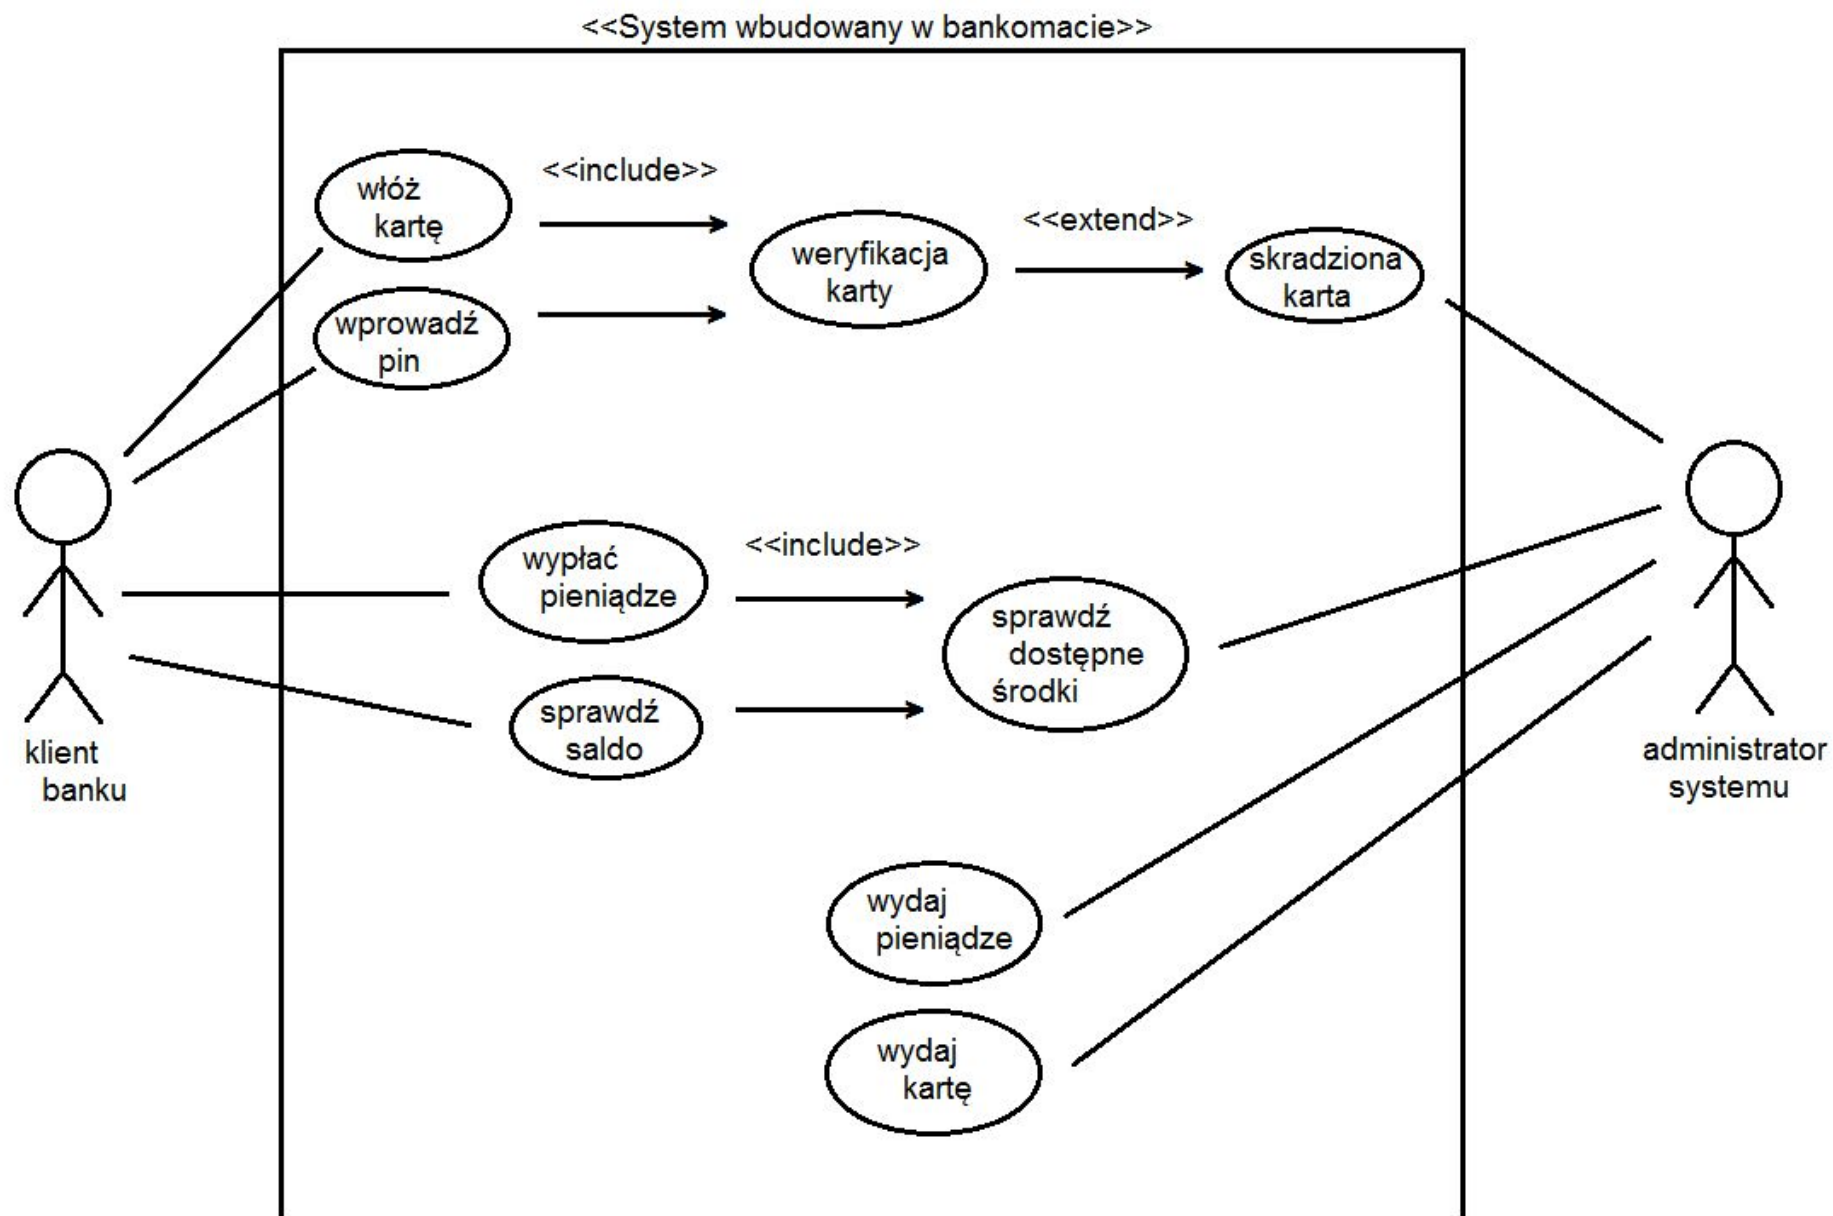 <<System wbudowany w bankomacie>>
włóż
kartę
<<include>>
weryfikacja
karty
<<extend>>
skradziona
karta
wprowadź
pin
wypłać
pieniądze
<<include>>
sprawdź
dostępne
środki
sprawdź
saldo
klient
banku
administrator
systemu
wydaj
pieniądze
wydaj
kartę